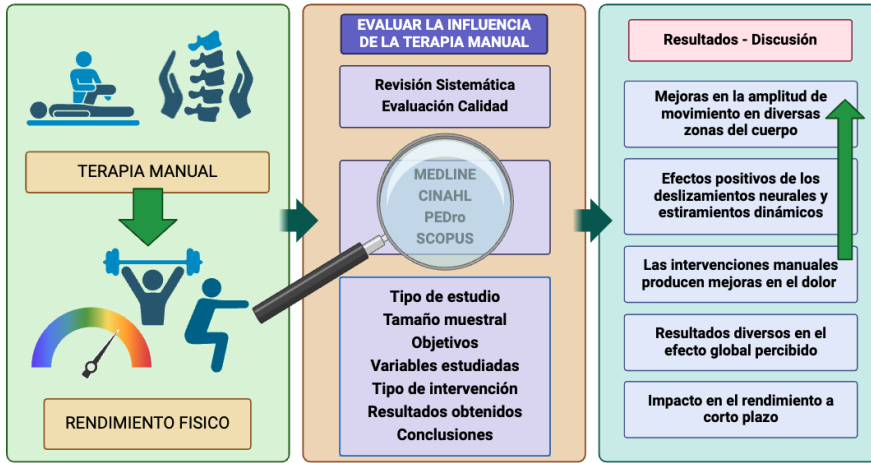 TERAPIA MANUAL
RENDIMIENTO FISICO
EVALUAR LA INFLUENCIA
DE LA TERAPIA MANUAL
Revisión Sistemática
Evaluación Calidad
MEDLINE
CINAHL
PEDro
SCOPUS
Tipo de estudio
Tamaño muestral
Objetivos
Variables estudiadas
Tipo de intervención
Resultados obtenidos
Conclusiones
Resultados - Discusión
Mejoras en la amplitud de
movimiento en diversas
zonas del cuerpo
Efectos positivos de los
deslizamientos neurales y
estiramientos dinámicos
Las intervenciones manuales
producen mejoras en el dolor
Resultados diversos en el
efecto global percibido
Impacto en el rendimiento a
corto plazo